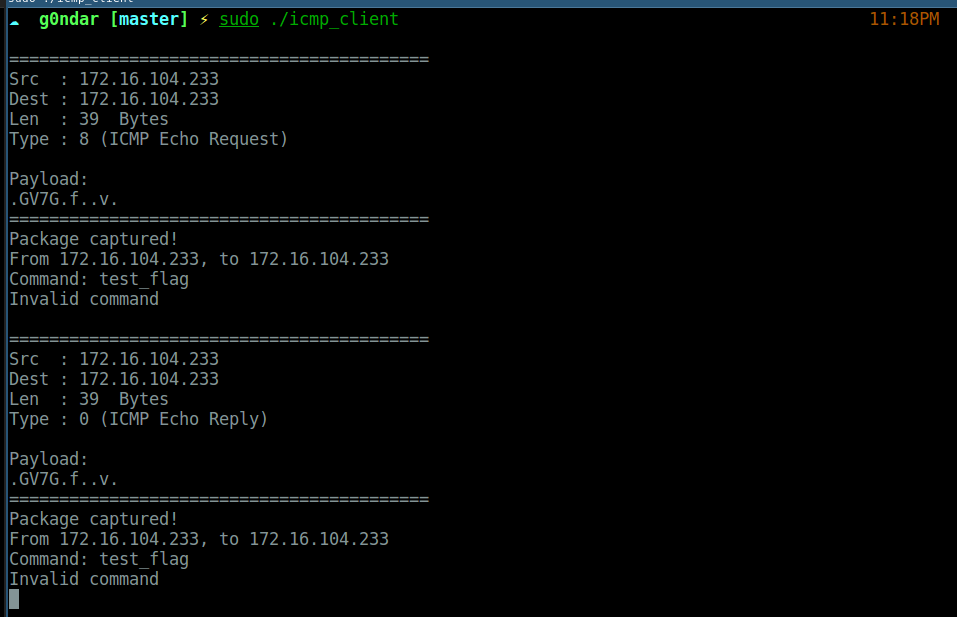 sudo ./icmp_client
g0ndar [master] ⚡ sudo ./icmp_client 11:18PM
==========================================
Src : 172.16.104.233
Dest : 172.16.104.233
Len : 39 Bytes
Type : 8 (ICMP Echo Request)
Payload:
.GV7G.f..v.
==========================================
Package captured!
From 172.16.104.233, to 172.16.104.233
Command: test_flag
Invalid command
==========================================
Src : 172.16.104.233
Dest : 172.16.104.233
Len : 39 Bytes
Type : 0 (ICMP Echo Reply)
Payload:
.GV7G.f..v.
==========================================
Package captured!
From 172.16.104.233, to 172.16.104.233
Command: test_flag
Invalid command